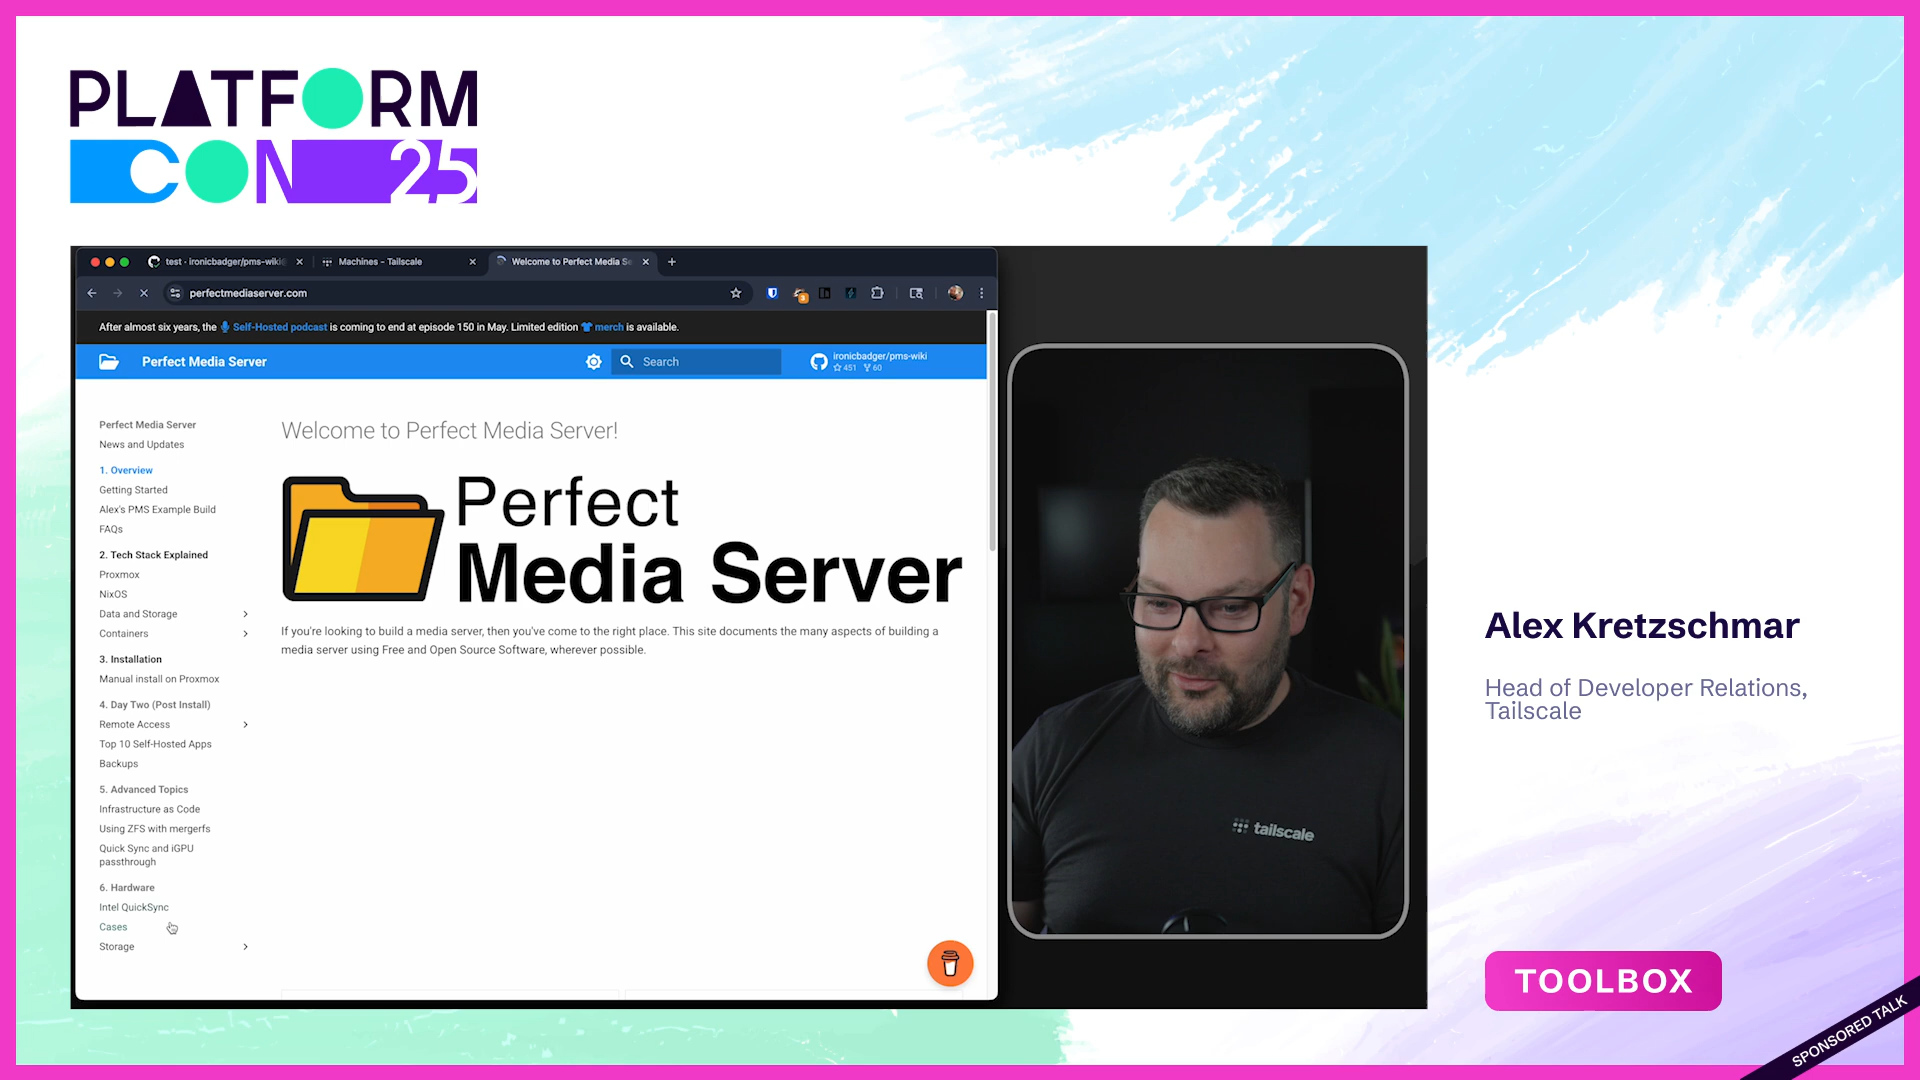 PLATFORM
CON 25
test · ironicbadger/pms-wiki
Machines - Tailscale
Welcome to Perfect Media Se
perfectmediaserver.com
3
After almost six years, the Self-Hosted podcast is coming to end at episode 150 in May. Limited edition merch is available.
Perfect Media Server
Search
ironicbadger/pms-wiki
451 60
Perfect Media Server
News and Updates
1. Overview
Getting Started
Alex's PMS Example Build
FAQs
2. Tech Stack Explained
Proxmox
NixOS
Data and Storage
Containers
3. Installation
Manual install on Proxmox
4. Day Two (Post Install)
Remote Access
Top 10 Self-Hosted Apps
Backups
5. Advanced Topics
Infrastructure as Code
Using ZFS with mergerfs
Quick Sync and iGPU
passthrough
6. Hardware
Intel QuickSync
Cases
Storage
Welcome to Perfect Media Server!
Perfect
Media Server
If you're looking to build a media server, then you've come to the right place. This site documents the many aspects of building a
media server using Free and Open Source Software, wherever possible.
tailscale
Alex Kretzschmar
Head of Developer Relations,
Tailscale
TOOLBOX
SPONSORED TALK